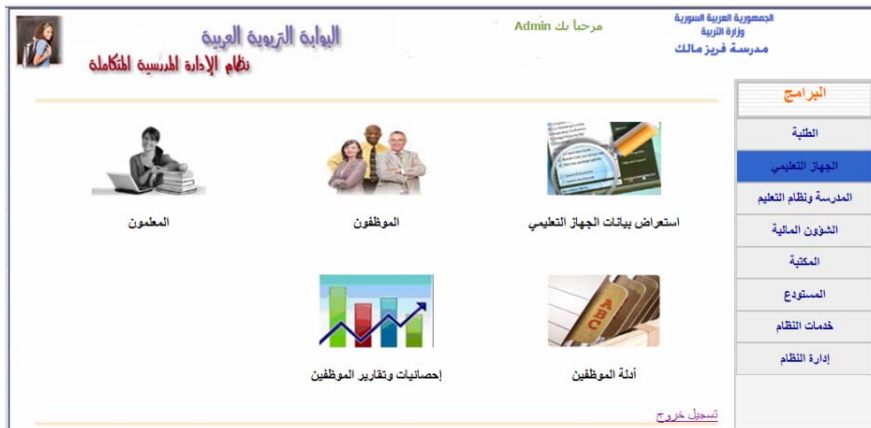 الجمهورية العربية السورية
وزارة التربية
مدرسة فريز مالك
مرحباً بك Admin
البوابة التربوية العربية
نظام الإدارة المدرسية المتكاملة
البرامج
الطلبة
الجهاز التعليمي
المدرسة ونظام التعليم
الشؤون المالية
المكتبة
المستودع
خدمات النظام
إدارة النظام
استعراض بيانات الجهاز التعليمي
الموظفون
المعلمون
A
B
C
أدلة الموظفين
إحصائيات وتقارير الموظفين
تسجيل خروج